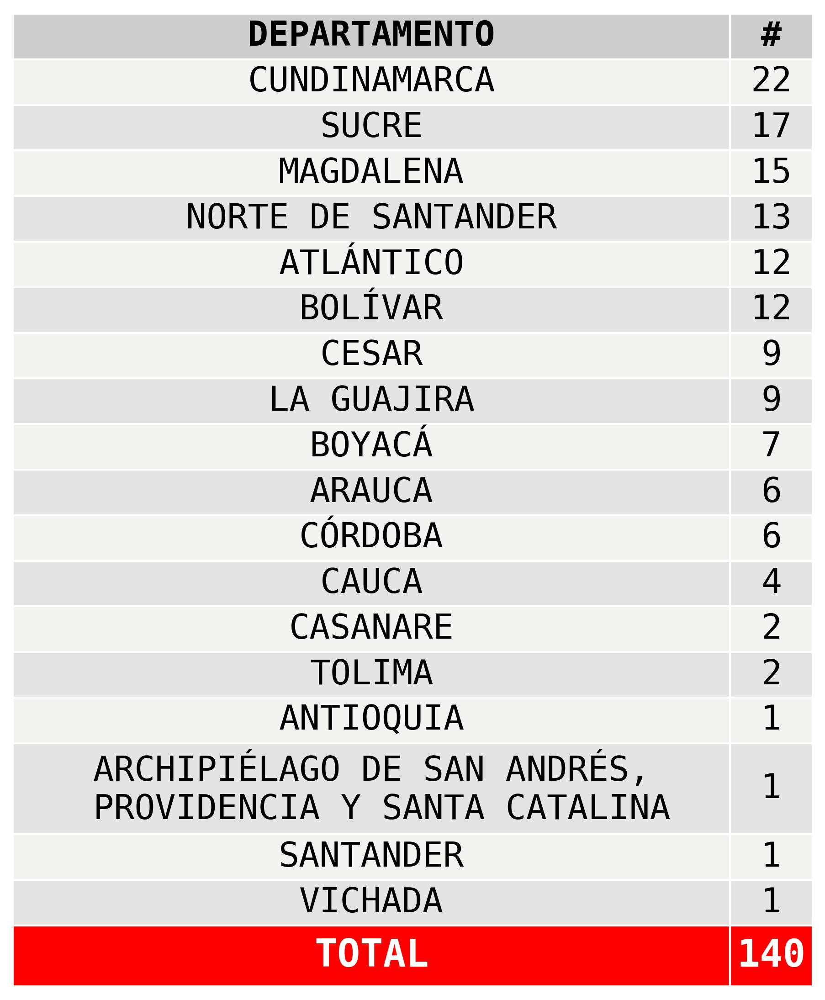 DEPARTAMENTO #
CUNDINAMARCA 22
SUCRE 17
MAGDALENA 15
NORTE DE SANTANDER 13
ATLÁNTICO 12
BOLÍVAR 12
CESAR 9
LA GUAJIRA 9
BOYACÁ 7
ARAUCA 6
CÓRDOBA 6
CAUCA 4
CASANARE 2
TOLIMA 2
ANTIOQUIA 1
ARCHIPIÉLAGO DE SAN ANDRÉS,
PROVIDENCIA Y SANTA CATALINA 1
SANTANDER 1
VICHADA 1
TOTAL 140